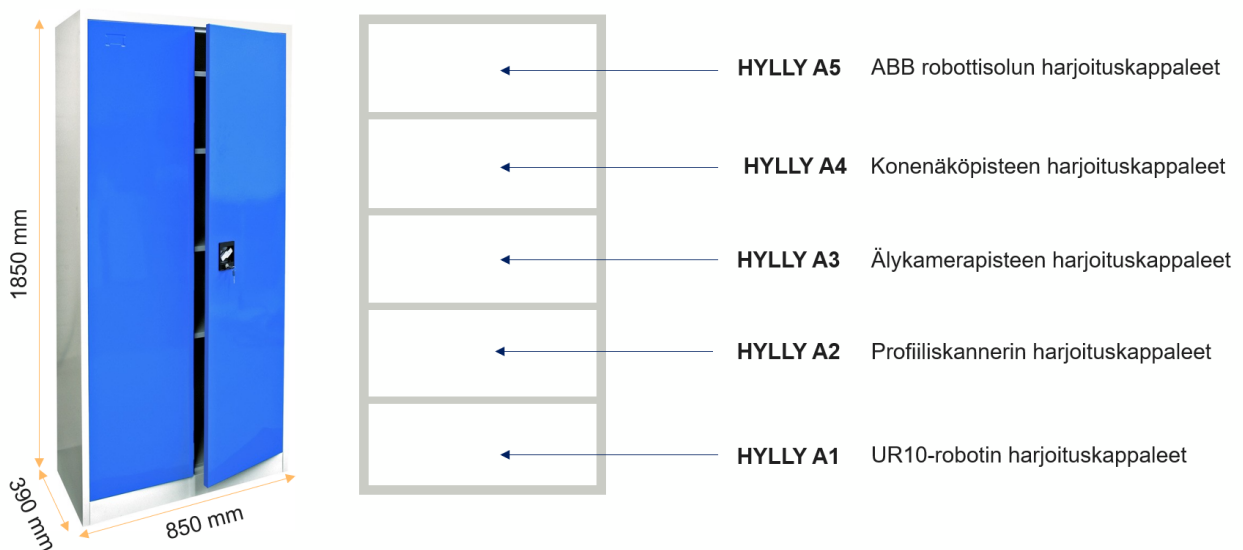 1850 mm
390 mm
850 mm
HYLLY A5 ABB robottisolun harjoituskappaleet
HYLLY A4 Konenäköpisteen harjoituskappaleet
HYLLY A3 Älykamerapisteen harjoituskappaleet
HYLLY A2 Profiiliskannerin harjoituskappaleet
HYLLY A1 UR10-robotin harjoituskappaleet